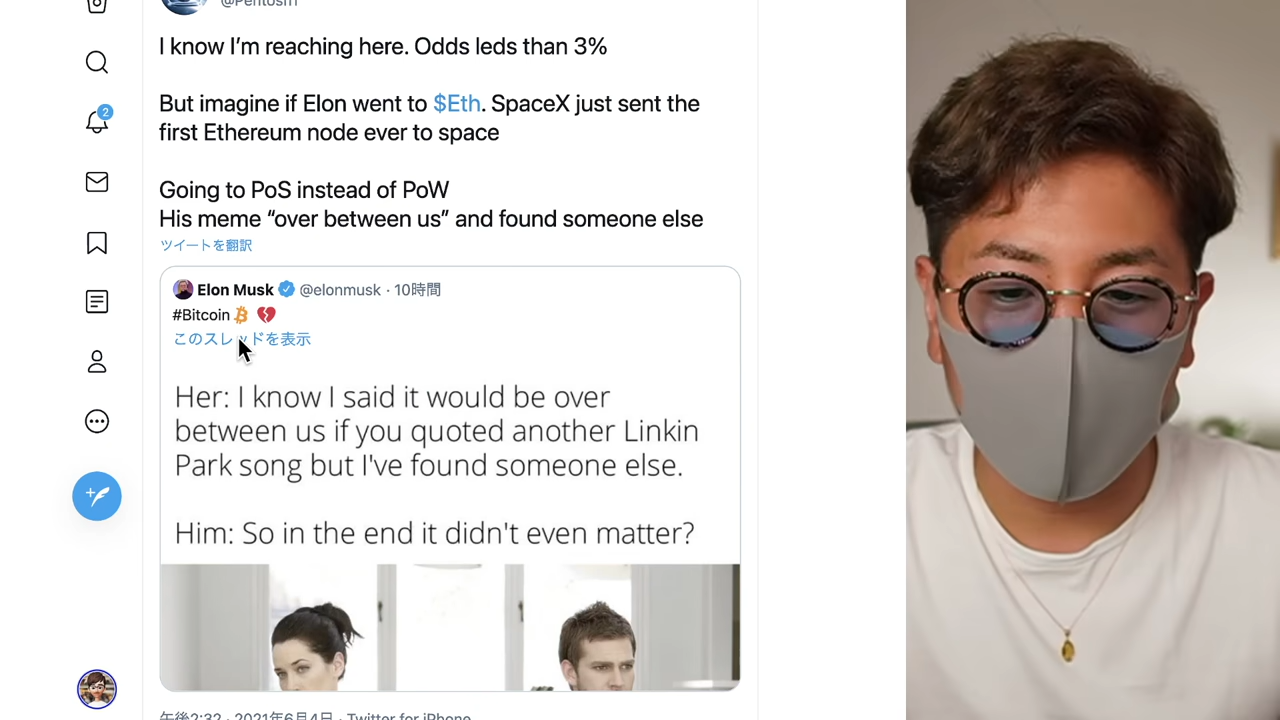 @Pentosh1
I know I'm reaching here. Odds leds than 3%
2
But imagine if Elon went to $Eth. SpaceX just sent the
first Ethereum node ever to space
Going to PoS instead of PoW
His meme “over between us” and found someone else
ツイートを翻訳
Elon Musk @elonmusk · 10時間
#Bitcoin
このスレッドを表示
Her: I know I said it would be over
between us if you quoted another Linkin
Park song but I've found someone else.
Him: So in the end it didn't even matter?
午後2:32 · 2021年6月4日 · Twitter for iPhone